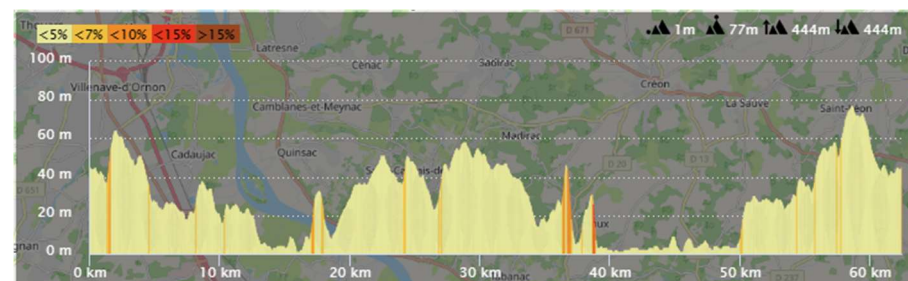 <5% <7% <10% <15% >15%
1m 77m 444m 444m
D 671
Latresne
Cénac
Sadirac
100 m
Villenave-d'Ornon
Créon
80 m
Camblanes-et-Meynac
La Sauve
Saint-Léon
60 m
Madirac
Cadaujac
Quinsac
D 20
D 13
40 m
D 651
20 m
gnan
0 m
0 km 10 km 20 km 30 km 40 km 50 km 60 km
D 237